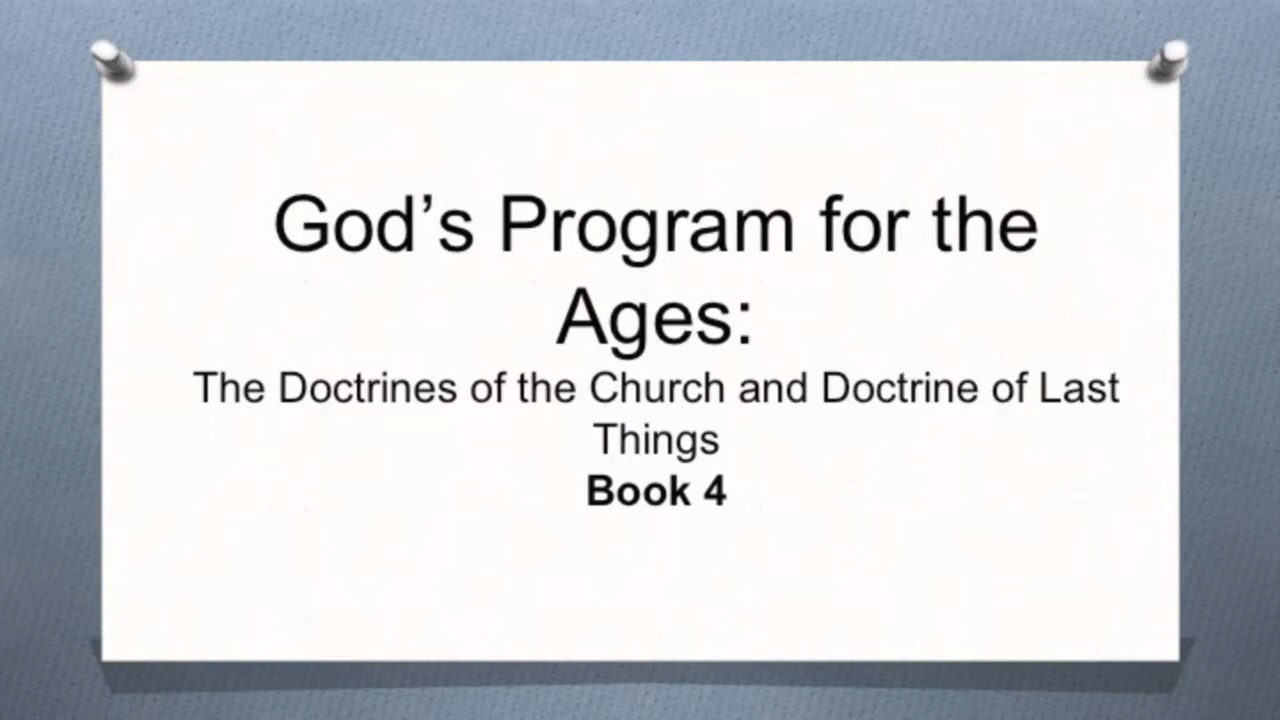 God’s Program for the
Ages:
The Doctrines of the Church and Doctrine of Last
Things
Book 4